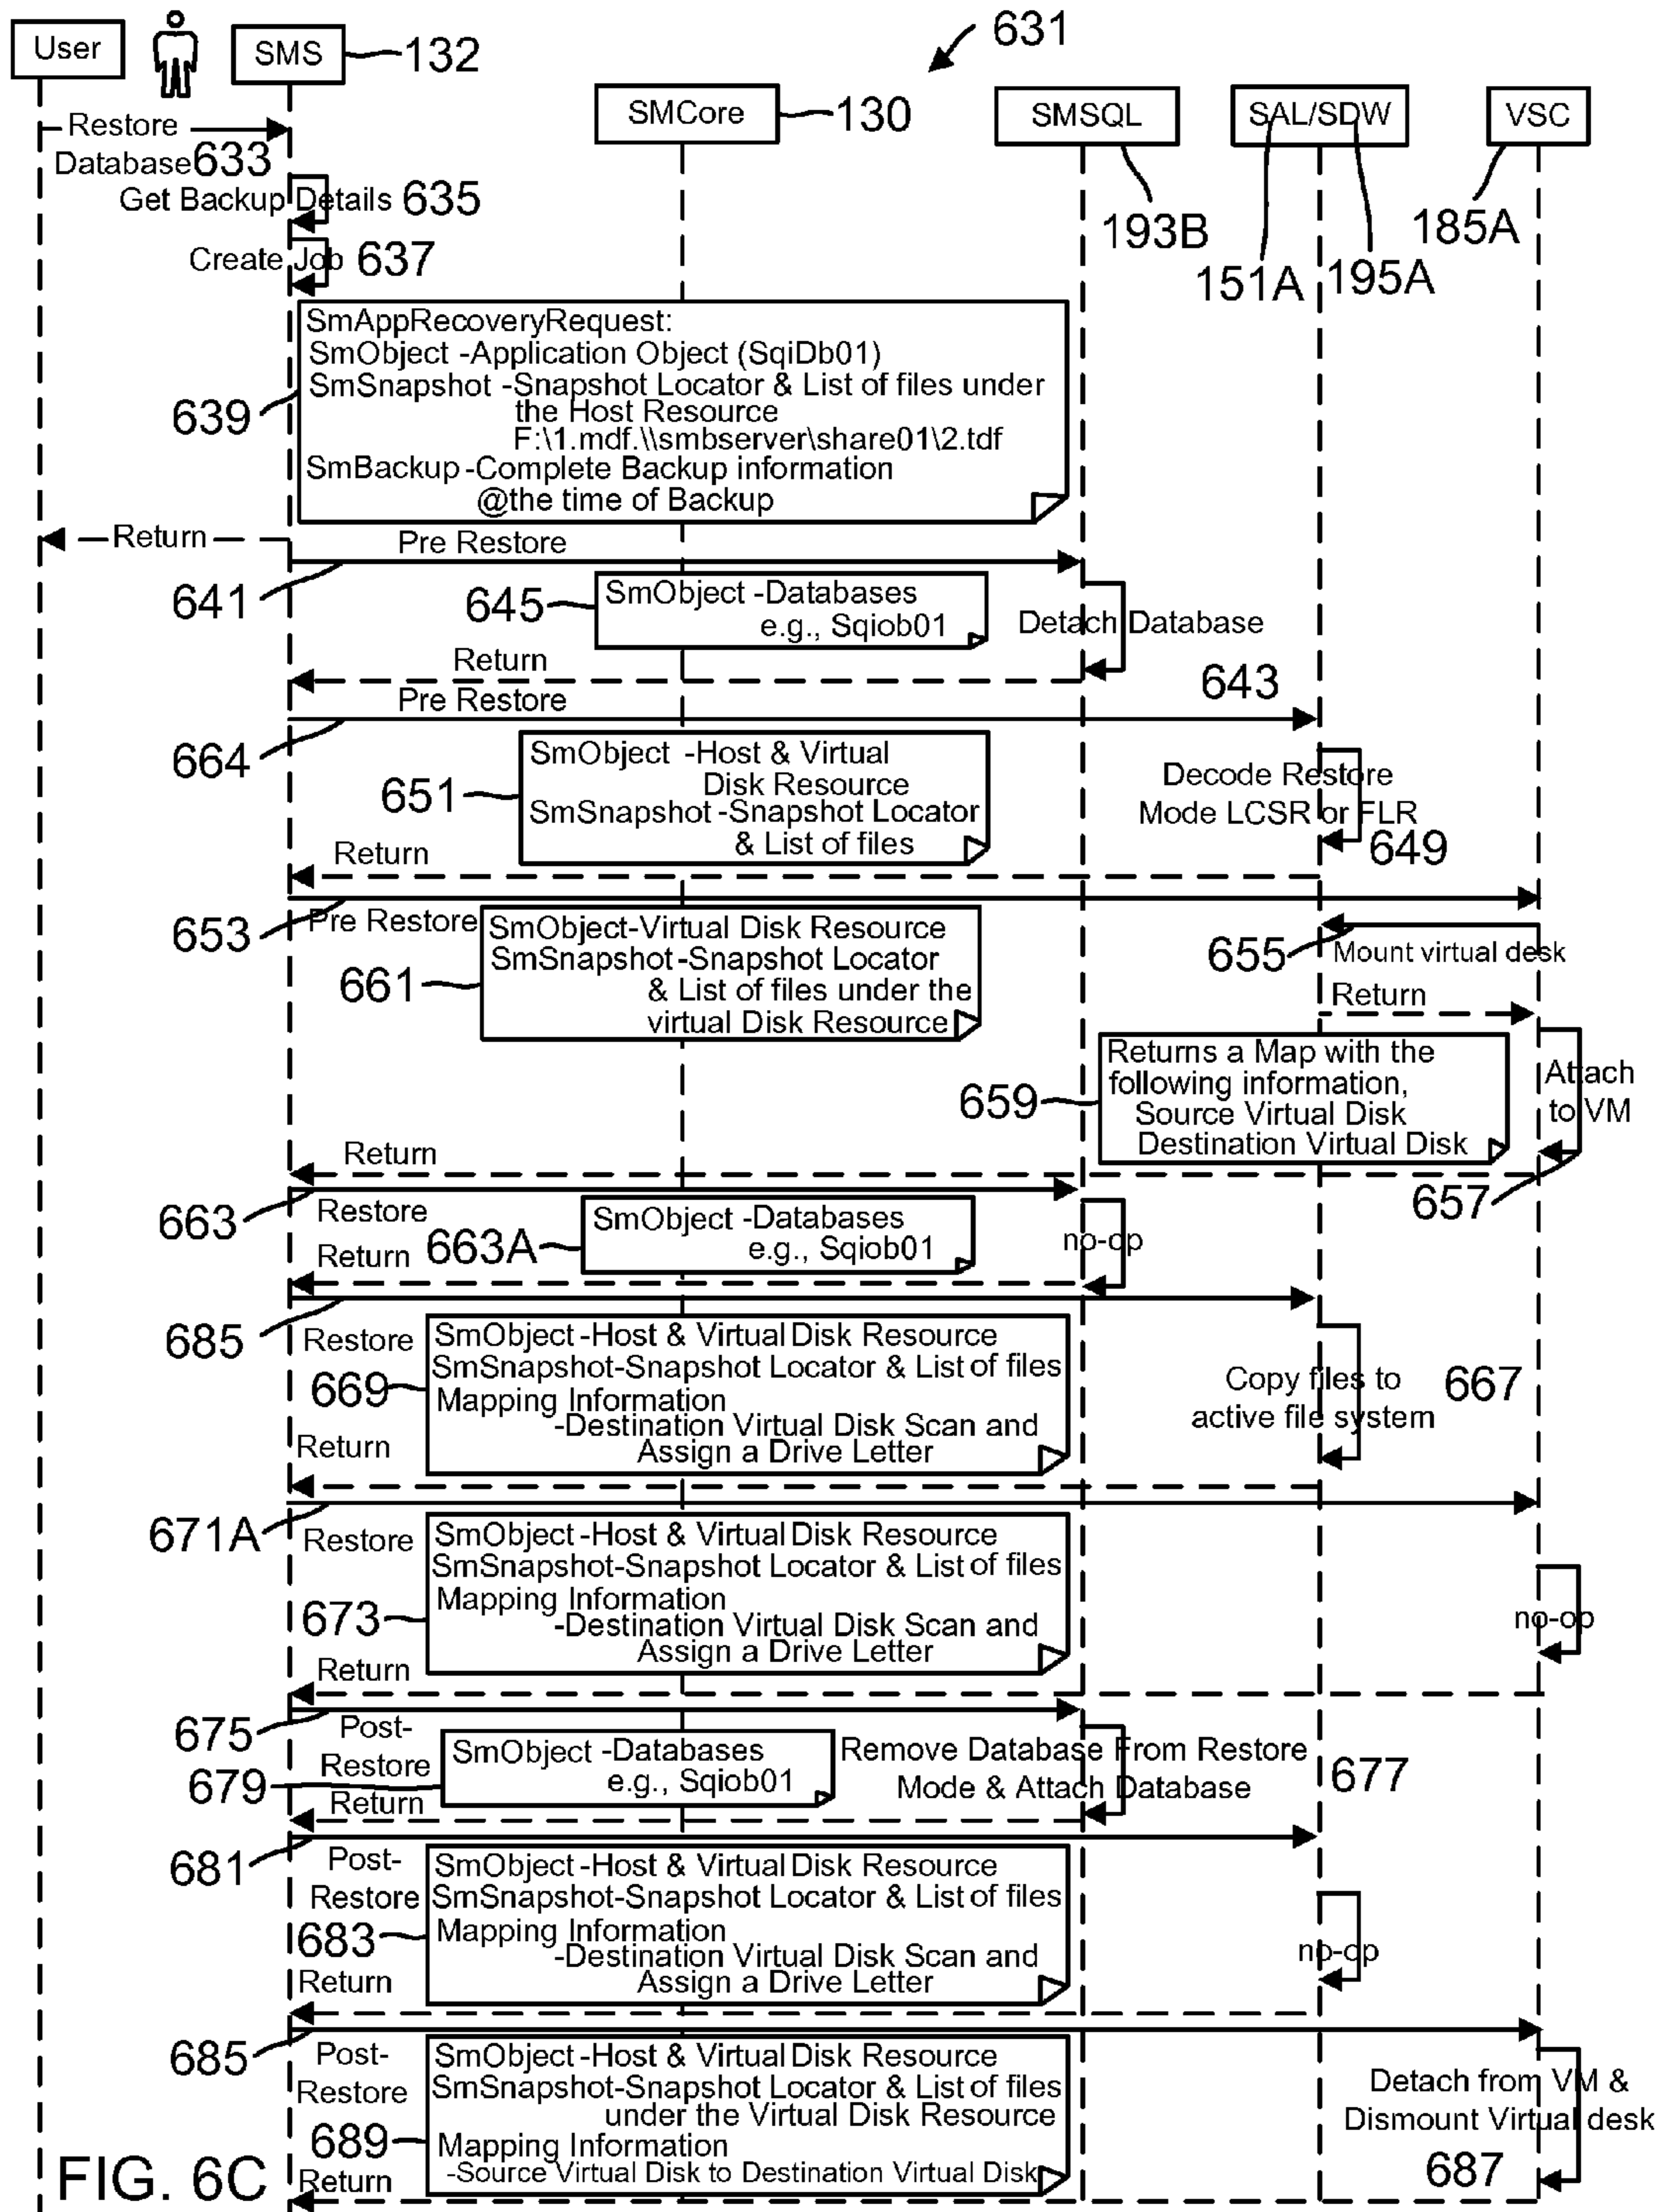 User
SMS
132
631
SMCore
130
SMSQL
SAL/SDW
VSC
193B
151A
195A
185A
Restore
Database
633
Get Backup Details
635
Create Job
637
SmAppRecoveryRequest:
SmObject -Application Object (SqiDb01)
SmSnapshot -Snapshot Locator & List of files under
the Host Resource
F:\1.mdf.\\smbserver\share01\2.tdf
SmBackup -Complete Backup information
@the time of Backup
639
Return
Pre Restore
641
645
SmObject -Databases
e.g., Sqiob01
Detach Database
643
Return
Pre Restore
664
651
SmObject -Host & Virtual
Disk Resource
SmSnapshot -Snapshot Locator
& List of files
Decode Restore
Mode LCSR or FLR
649
Return
653
Pre Restore
661
SmObject-Virtual Disk Resource
SmSnapshot -Snapshot Locator
& List of files under the
virtual Disk Resource
655
Mount virtual desk
Return
659
Returns a Map with the
following information,
Source Virtual Disk
Destination Virtual Disk
Attach
to VM
657
Return
663
Restore
663A
SmObject -Databases
e.g., Sqiob01
no-op
Return
685
Restore
669
SmObject -Host & Virtual Disk Resource
SmSnapshot-Snapshot Locator & List of files
Mapping Information
-Destination Virtual Disk Scan and
Assign a Drive Letter
Copy files to
active file system
667
Return
671A
Restore
673
SmObject -Host & Virtual Disk Resource
SmSnapshot-Snapshot Locator & List of files
Mapping Information
-Destination Virtual Disk Scan and
Assign a Drive Letter
no-op
Return
675
Post-
Restore
679
SmObject -Databases
e.g., Sqiob01
Remove Database From Restore
Mode & Attach Database
677
Return
681
Post-
Restore
683
SmObject -Host & Virtual Disk Resource
SmSnapshot-Snapshot Locator & List of files
Mapping Information
-Destination Virtual Disk Scan and
Assign a Drive Letter
no-op
Return
685
Post-
Restore
689
SmObject -Host & Virtual Disk Resource
SmSnapshot-Snapshot Locator & List of files
under the Virtual Disk Resource
Mapping Information
-Source Virtual Disk to Destination Virtual Disk
Detach from VM &
Dismount Virtual desk
687
Return
FIG. 6C